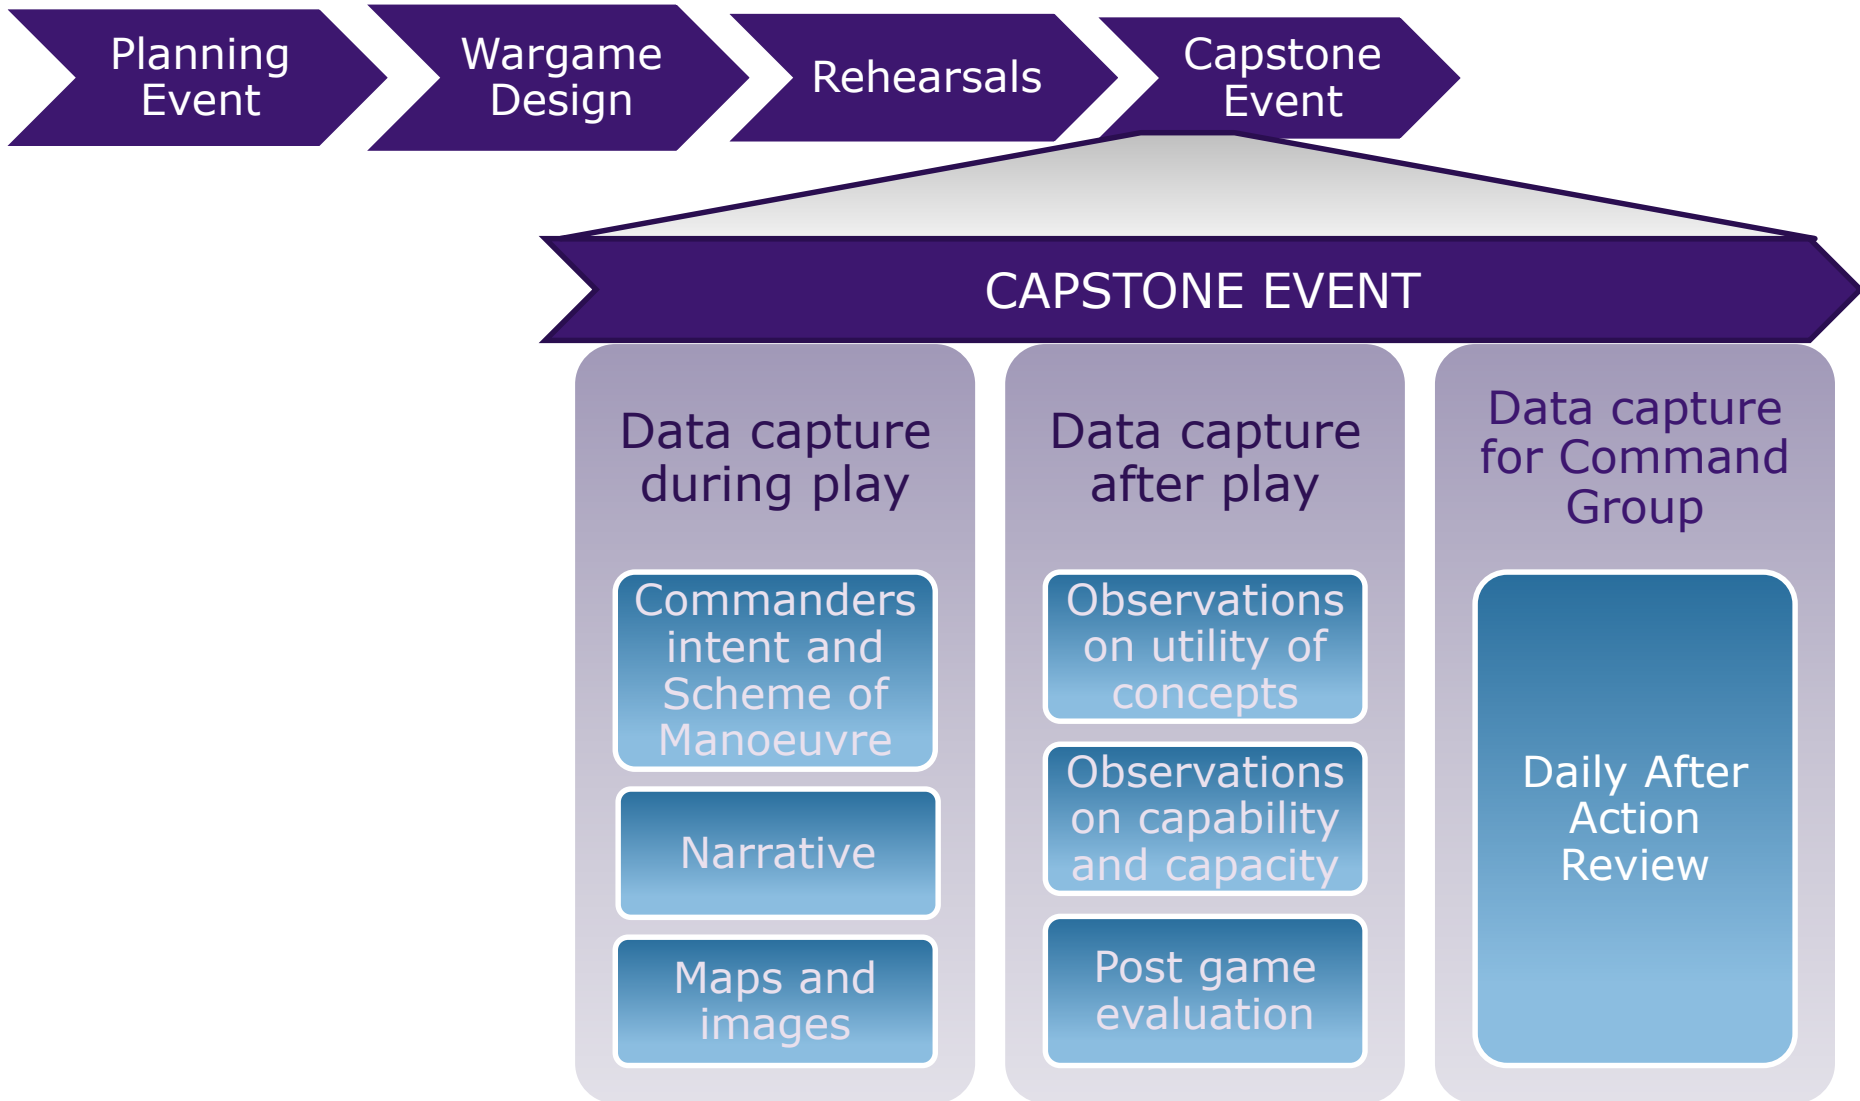 Planning
Event
Wargame
Design
Rehearsals
Capstone
Event
CAPSTONE EVENT
Data capture
during play
Commanders
intent and
Scheme of
Manoeuvre
Narrative
Maps and
images
Data capture
after play
Observations
on utility of
concepts
Observations
on capability
and capacity
Post game
evaluation
Data capture
for Command
Group
Daily After
Action
Review